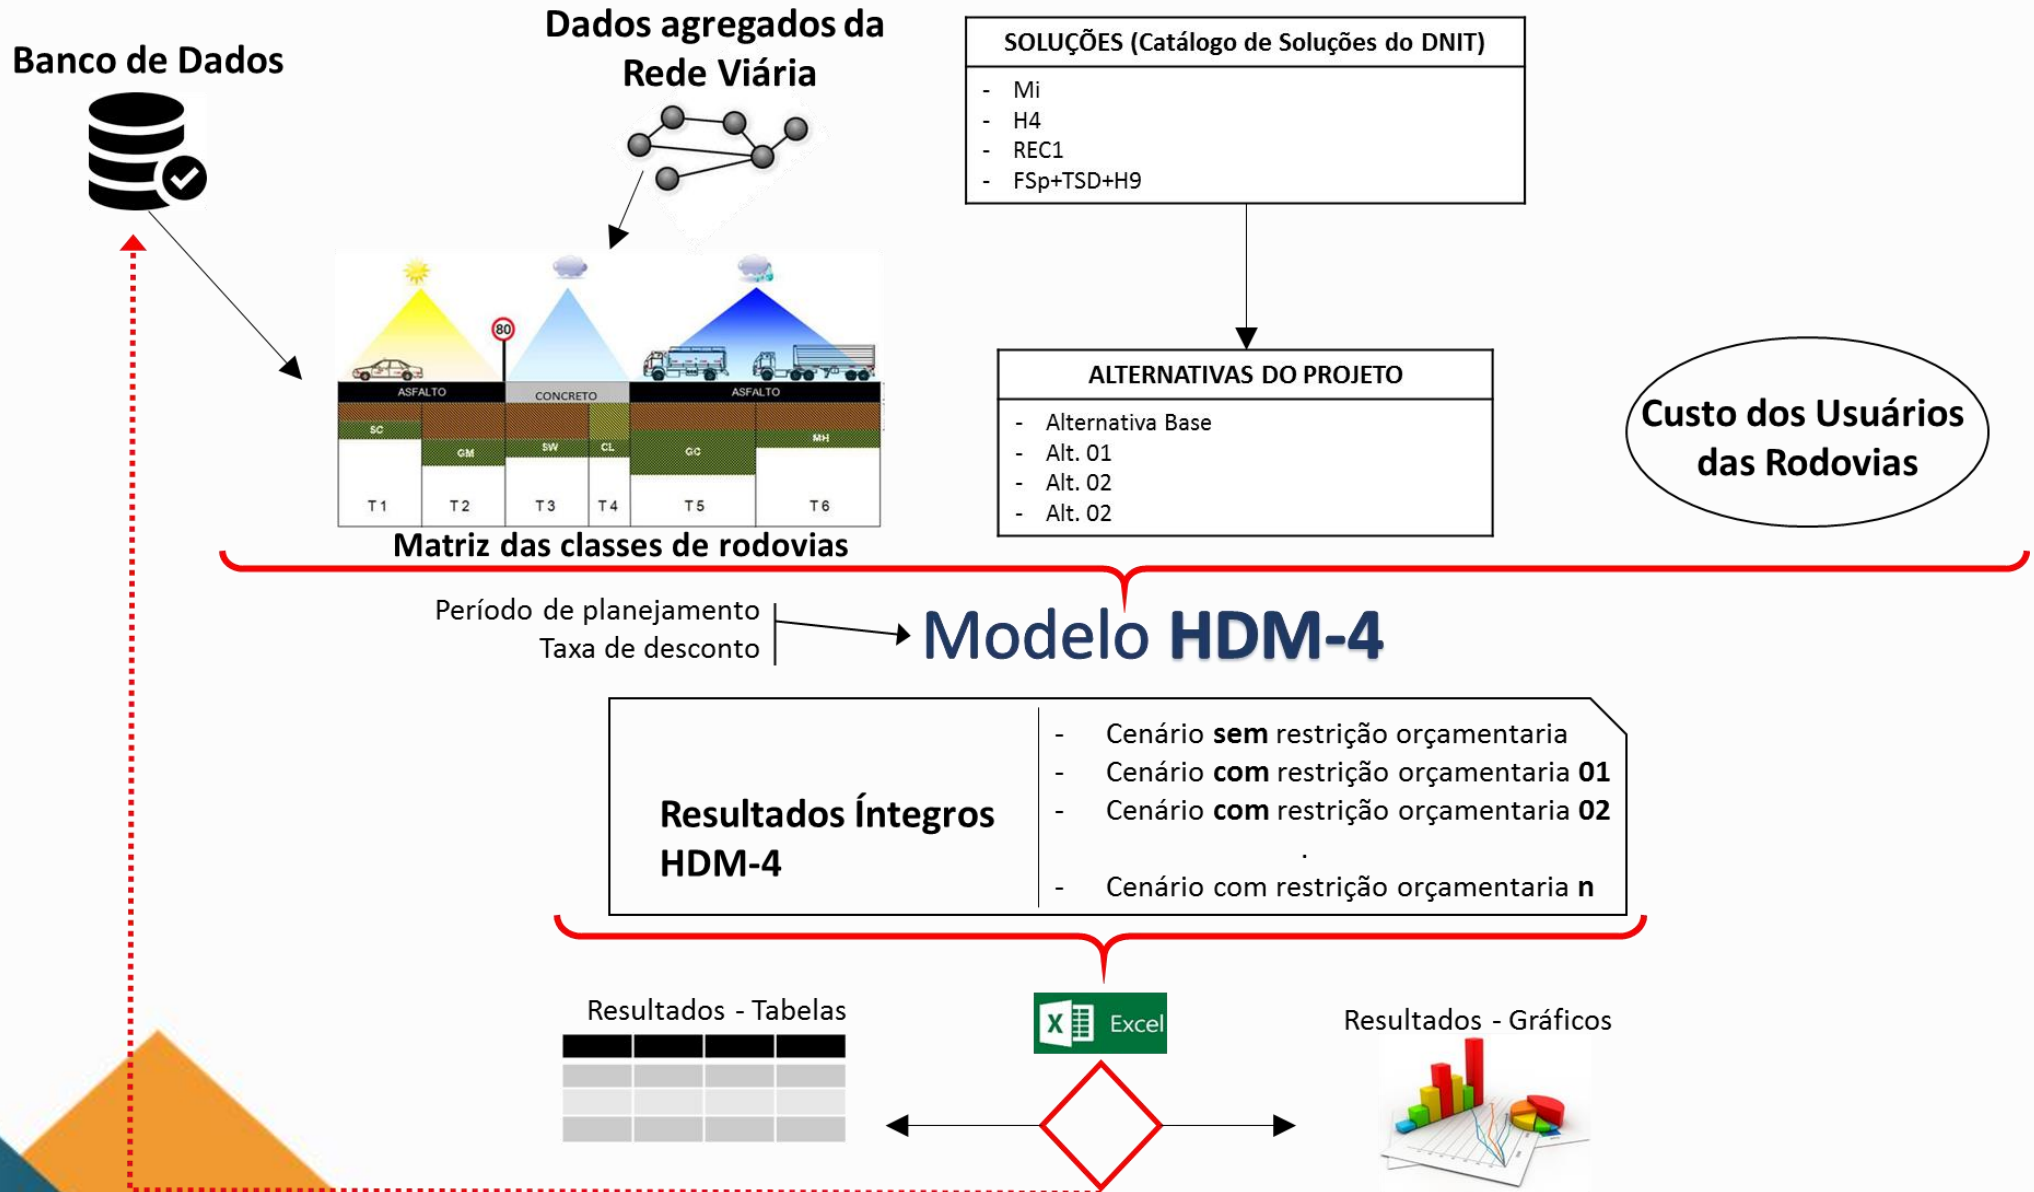 Banco de Dados
Dados agregados da
Rede Viária
SOLUÇÕES (Catálogo de Soluções do DNIT)
- Mi
- H4
- REC1
- FSp+TSD+H9
80
ASFALTO
CONCRETO
ASFALTO
SC
GM
SW
CL
GC
MH
T 1
T 2
T 3
T 4
T 5
T 6
Matriz das classes de rodovias
ALTERNATIVAS DO PROJETO
- Alternativa Base
- Alt. 01
- Alt. 02
- Alt. 02
Custo dos Usuários
das Rodovias
Período de planejamento
Taxa de desconto
Modelo HDM-4
Resultados Íntegros
HDM-4
- Cenário sem restrição orçamentaria
- Cenário com restrição orçamentaria 01
- Cenário com restrição orçamentaria 02
.
- Cenário com restrição orçamentaria n
Resultados - Tabelas
X Excel
Resultados - Gráficos